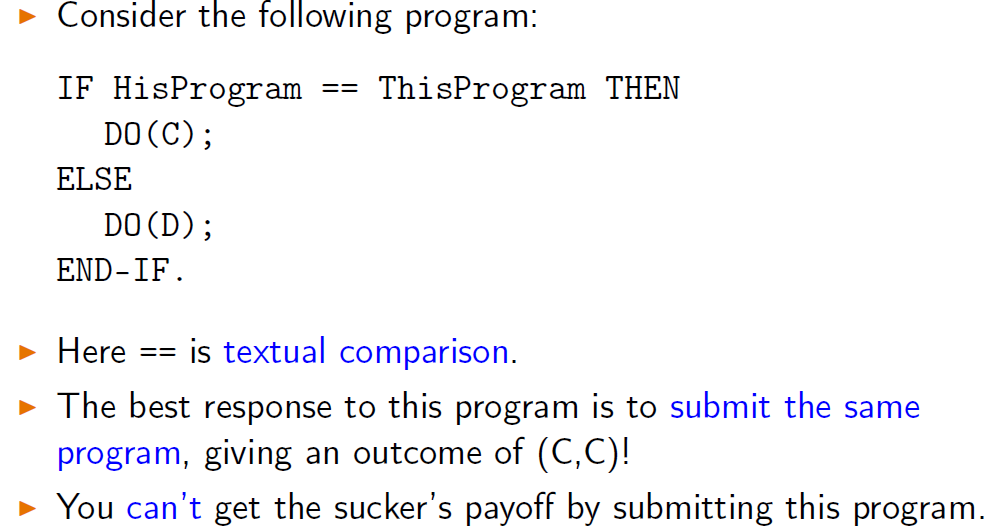 Consider the following program:
IF HisProgram == ThisProgram THEN
DO(C);
ELSE
DO(D);
END-IF.
Here == is textual comparison.
The best response to this program is to submit the same
program, giving an outcome of (C,C)!
You can't get the sucker's payoff by submitting this program.